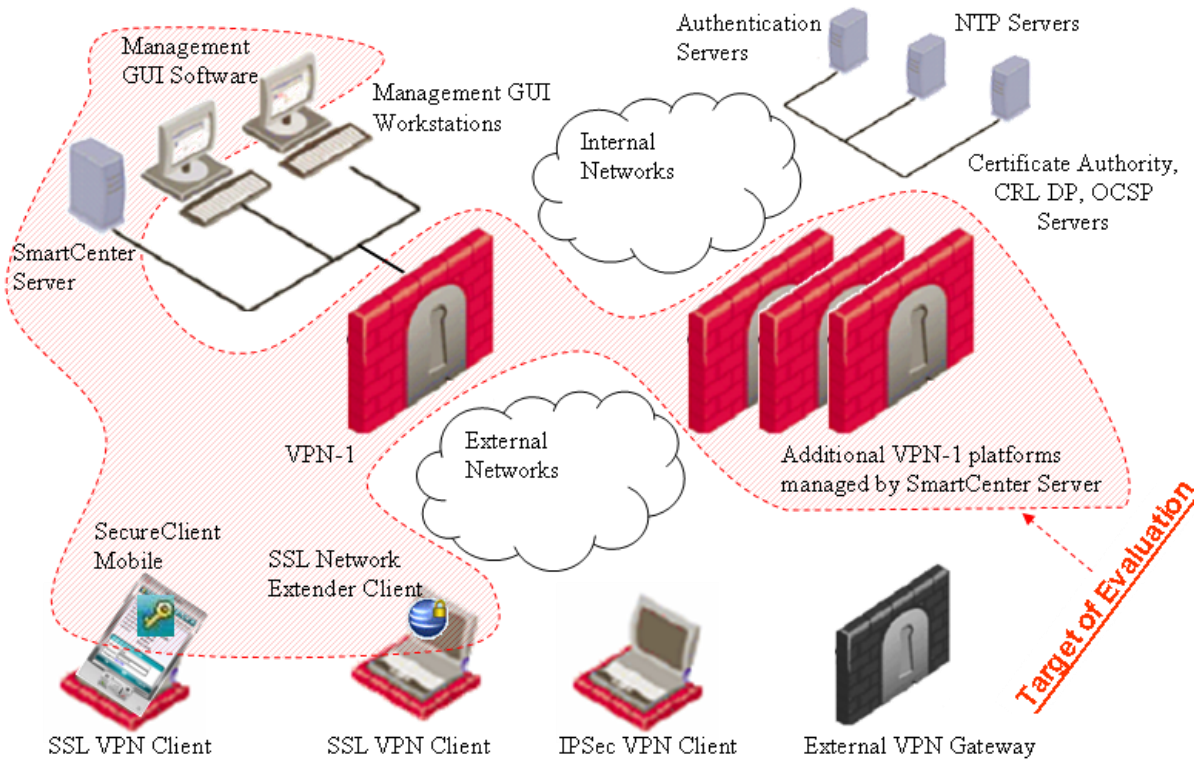 Management
GUI Software
Management GUI
Workstations
Authentication
Servers
NTP Servers
Internal
Networks
Certificate Authority,
CRL DP, OCSP
Servers
SmartCenter
Server
VPN-1
External
Networks
Additional VPN-1 platforms
managed by SmartCenter Server
SecureClient
Mobile
SSL Network
Extender Client
Target of Evaluation
SSL VPN Client
SSL VPN Client
IPSec VPN Client
External VPN Gateway